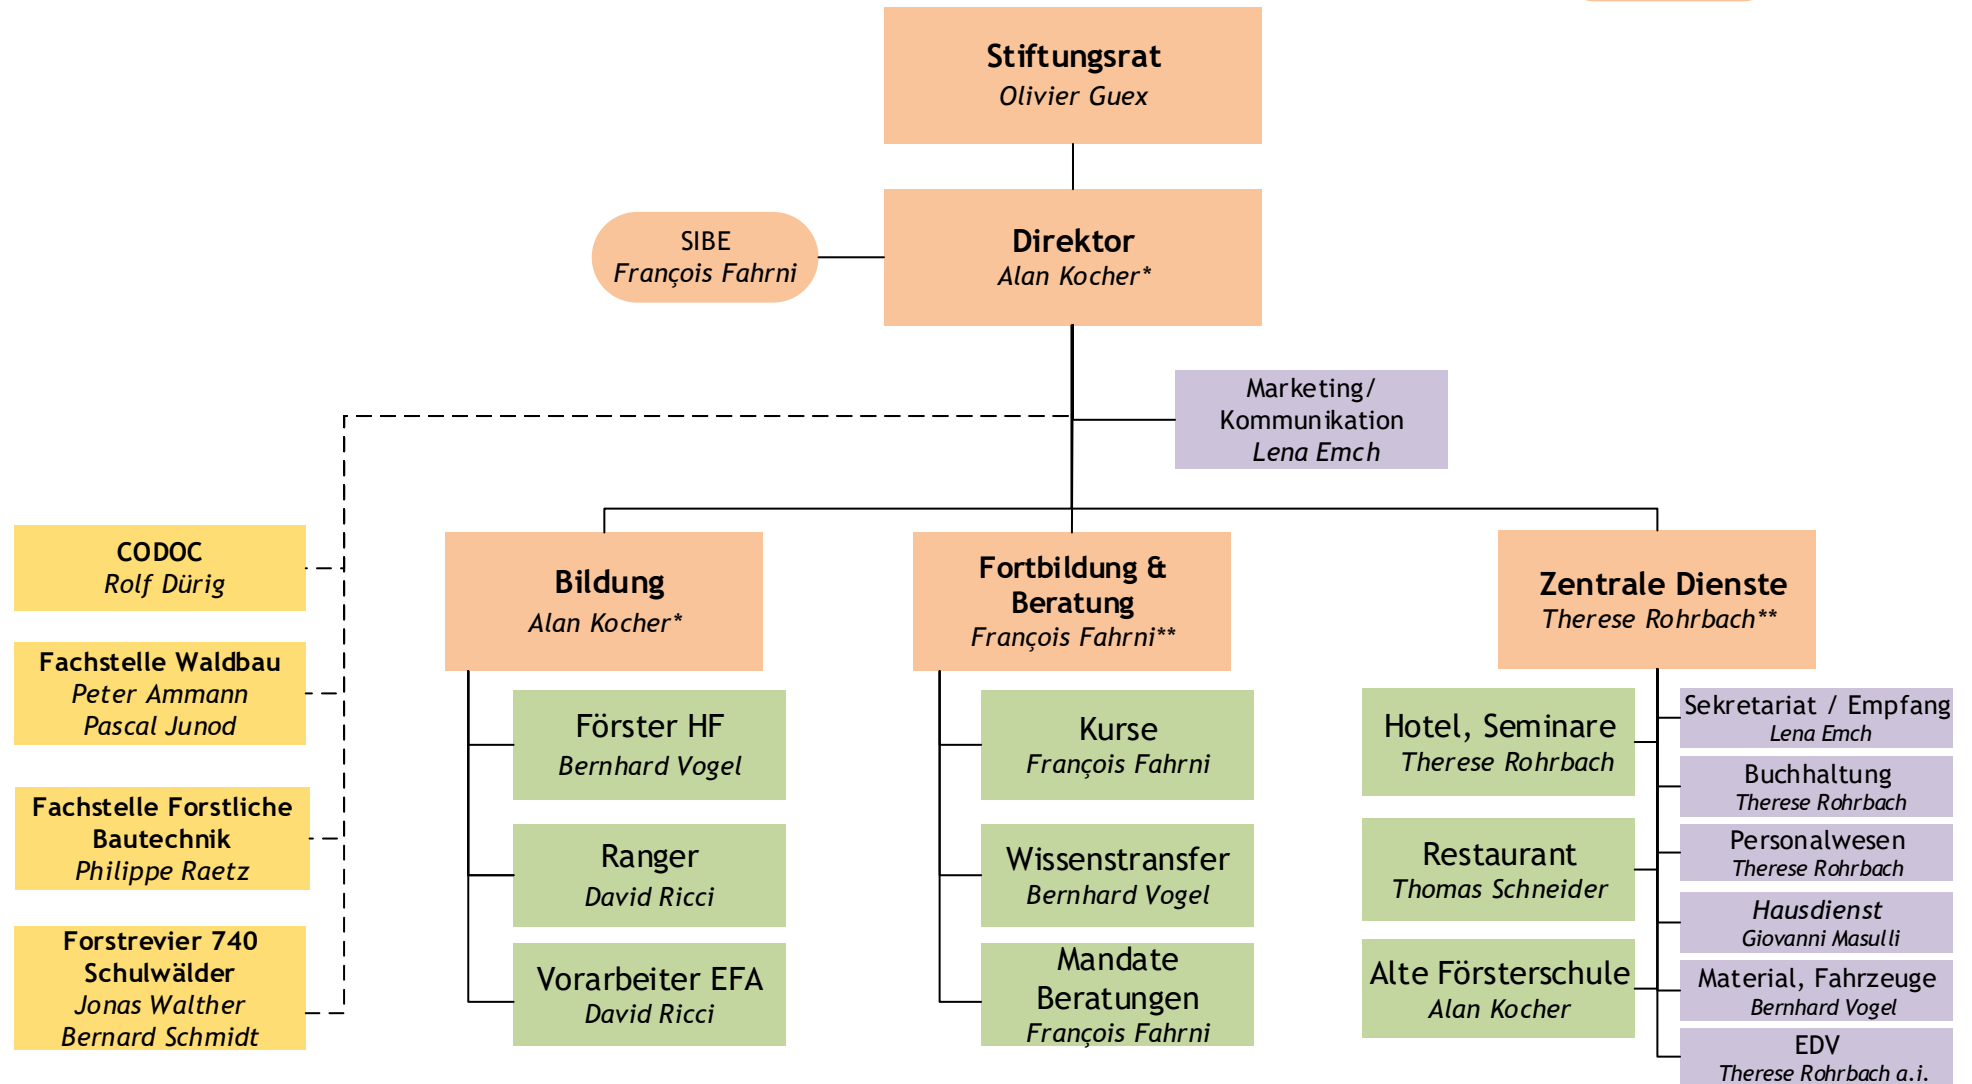 Stiftungsrat
Olivier Guex
SIBE
François Fahrni
Direktor
Alan Kocher*
Marketing/
Kommunikation
Lena Emch
CODOC
Rolf Dürig
Fachstelle Waldbau
Peter Ammann
Pascal Junod
Fachstelle Forstliche
Bautechnik
Philippe Raetz
Forstrevier 740
Schulwälder
Jonas Walther
Bernard Schmidt
Bildung
Alan Kocher*
Förster HF
Bernhard Vogel
Ranger
David Ricci
Vorarbeiter EFA
David Ricci
Fortbildung &
Beratung
François Fahrni**
Kurse
François Fahrni
Wissenstransfer
Bernhard Vogel
Mandate
Beratungen
François Fahrni
Zentrale Dienste
Therese Rohrbach**
Hotel, Seminare
Therese Rohrbach
Restaurant
Thomas Schneider
Alte Försterschule
Alan Kocher
Sekretariat / Empfang
Lena Emch
Buchhaltung
Therese Rohrbach
Personalwesen
Therese Rohrbach
Hausdienst
Giovanni Masulli
Material, Fahrzeuge
Bernhard Vogel
EDV
Therese Rohrbach a.i.